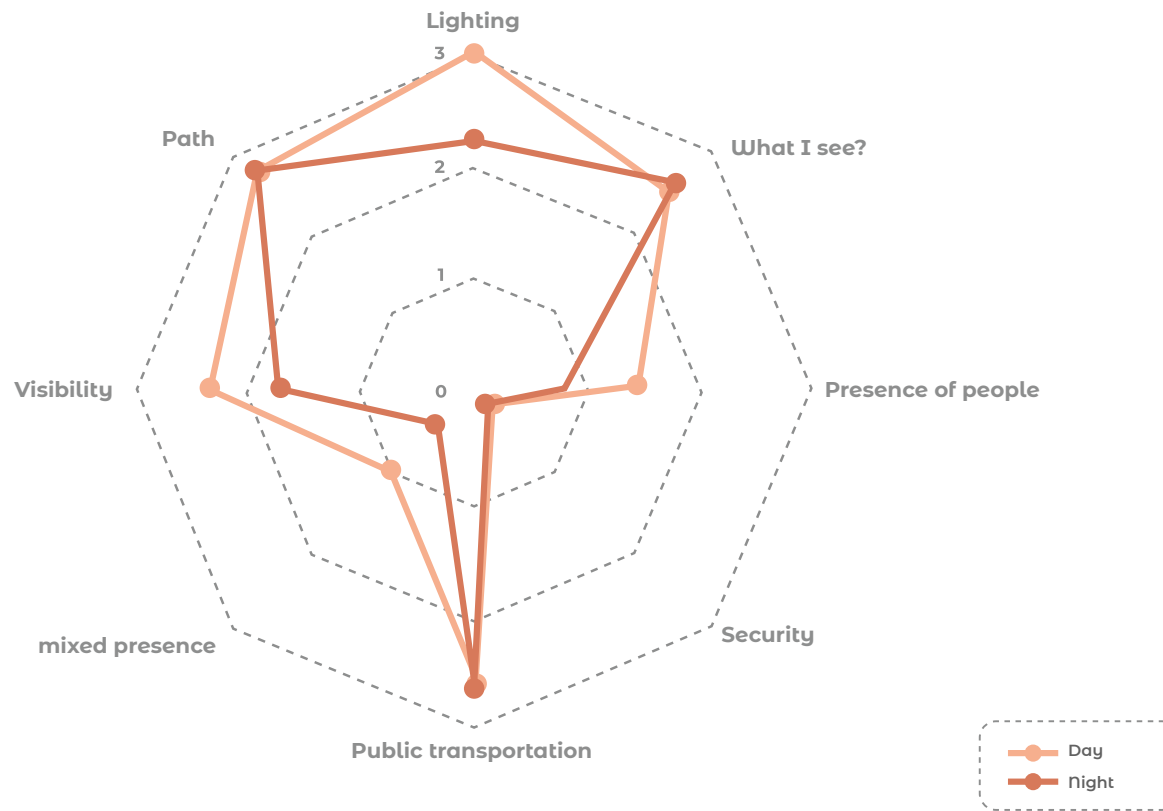 Lighting
3
Path
What I see?
2
1
Visibility
0
Presence of people
mixed presence
Security
Public transportation
Day
Night